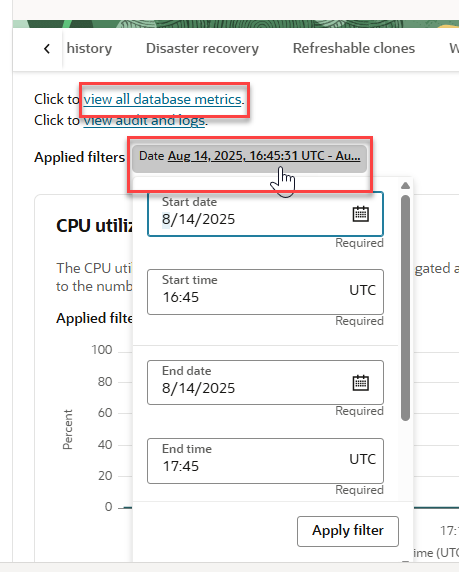 history Disaster recovery Refreshable clones
Click to view all database metrics.
Click to view audit and logs.
Applied filters Date Aug 14, 2025, 16:45:31 UTC - Au...
Start date
8/14/2025
Required
CPU utiliz
The CPU uti
gated a
to the numb
Start time
16:45 UTC
Required
Applied filte
100
80
60
40
20
0
Percent
End date
8/14/2025
Required
End time
17:45 UTC
Required
Apply filter
17:
ime (UTC